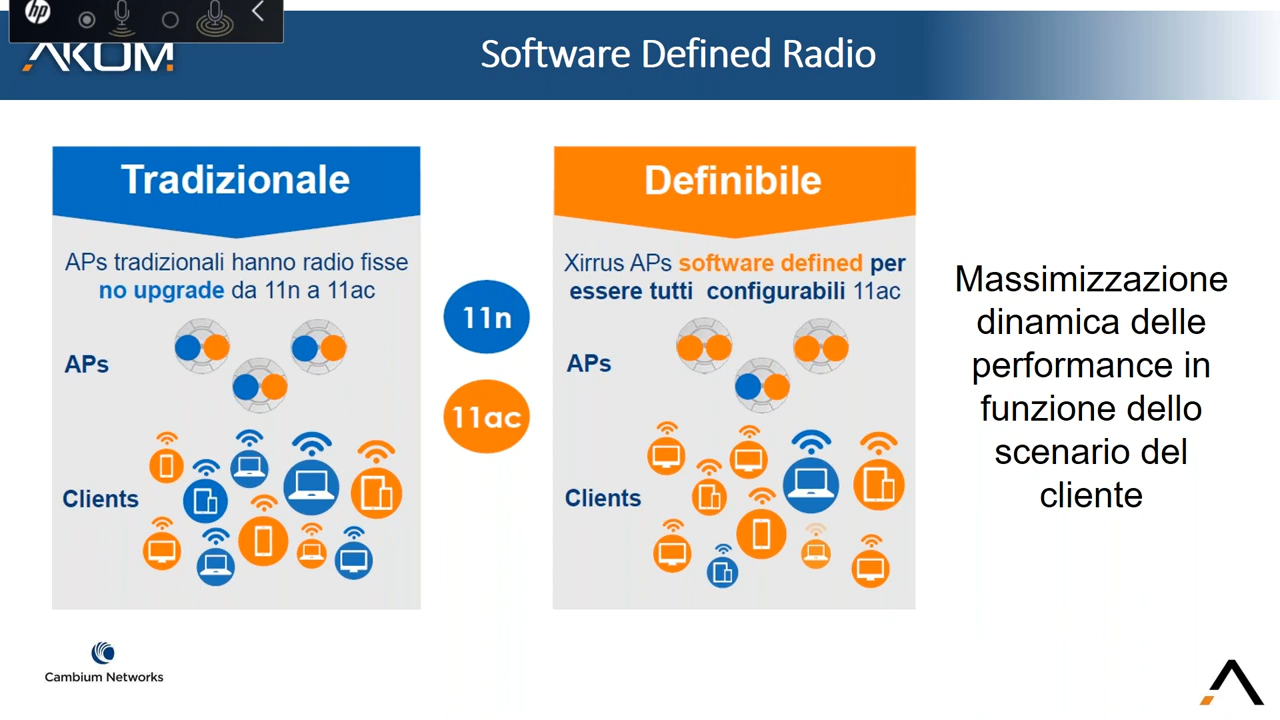 hp
AKOM
Software Defined Radio
Tradizionale
APs tradizionali hanno radio fisse
no upgrade da 11n a 11ac
APs
Clients
11n
11ac
Definibile
Xirrus APs software defined per
essere tutti configurabili 11ac
APs
Clients
Massimizzazione
dinamica delle
performance in
funzione dello
scenario del
cliente
Cambium Networks